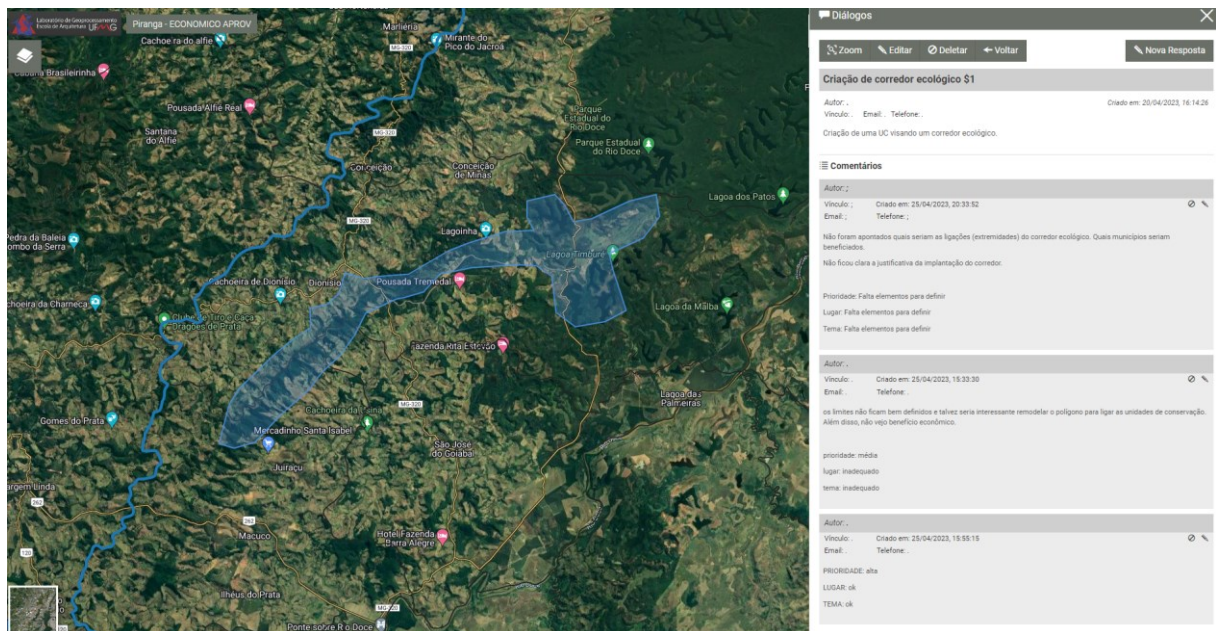 Laboratório de Geoprocessamento
Escola de Arquitetura UFMG
Piranga - ECONOMICO APROV
Marliéria
Cachoeira do alfie
MG-320
Mirante do
Pico do Jacroa
Brasileirinha
Pousada Alfié Real
Parque
Estadual do
Rio Doce
Santana
do Alfié
MG-320
Parque Estadual
do Rio Doce
Conceição
Conceição
de Minas
Lagoa dos Patos
MG-320
Lagoinha
Pedra da Baleia
ombo da Serra
Lagoa Timburé
Cachoeira de Dionísio
Dionísio
Pousada Tremedal
choeira da Charneca
Lagoa da Malba
Clube de Tiro e Caça
Dragões de Prata
Fazenda Rita Estevão
Lagoa das
Palmeiras
MG-320
Gomes do Prata
Cachoeira da
Mercadinho Santa Isabel
São José
do Goiabal
Juiraçu
argem Linda
262
262
Macuco
Hotel Fazenda
Barra Alegre
120
Ilhéus do Prata
MG-320
Ponte sobre R o Doce
Diálogos
Zoom
Editar
Deletar
Voltar
Nova Resposta
Criação de corredor ecológico $1
Autor: .
Criado em: 20/04/2023, 16:14:26
Vínculo: . Email: . Telefone: .
Criação de uma UC visando um corredor ecológico.
Comentários
Autor: ;
Vínculo: ; Criado em: 25/04/2023, 20:33:52
Email: ; Telefone: ;
Não foram apontados quais seriam as ligações (extremidades) do corredor ecológico. Quais municípios seriam
beneficiados.
Não ficou clara a justificativa da implantação do corredor.
Prioridade: Falta elementos para definir
Lugar: Falta elementos para definir
Tema: Falta elementos para definir
Autor: .
Vínculo: . Criado em: 25/04/2023, 15:33:30
Email: . Telefone: .
os limites não ficam bem definidos e talvez seria interessante remodelar o polígono para ligar as unidades de conservação.
Além disso, não vejo benefício econômico.
prioridade: média
lugar: inadequado
tema: inadequado
Autor: .
Vínculo: . Criado em: 25/04/2023, 15:55:15
Email: . Telefone: .
PRIORIDADE: alta
LUGAR: ok
TEMA: ok